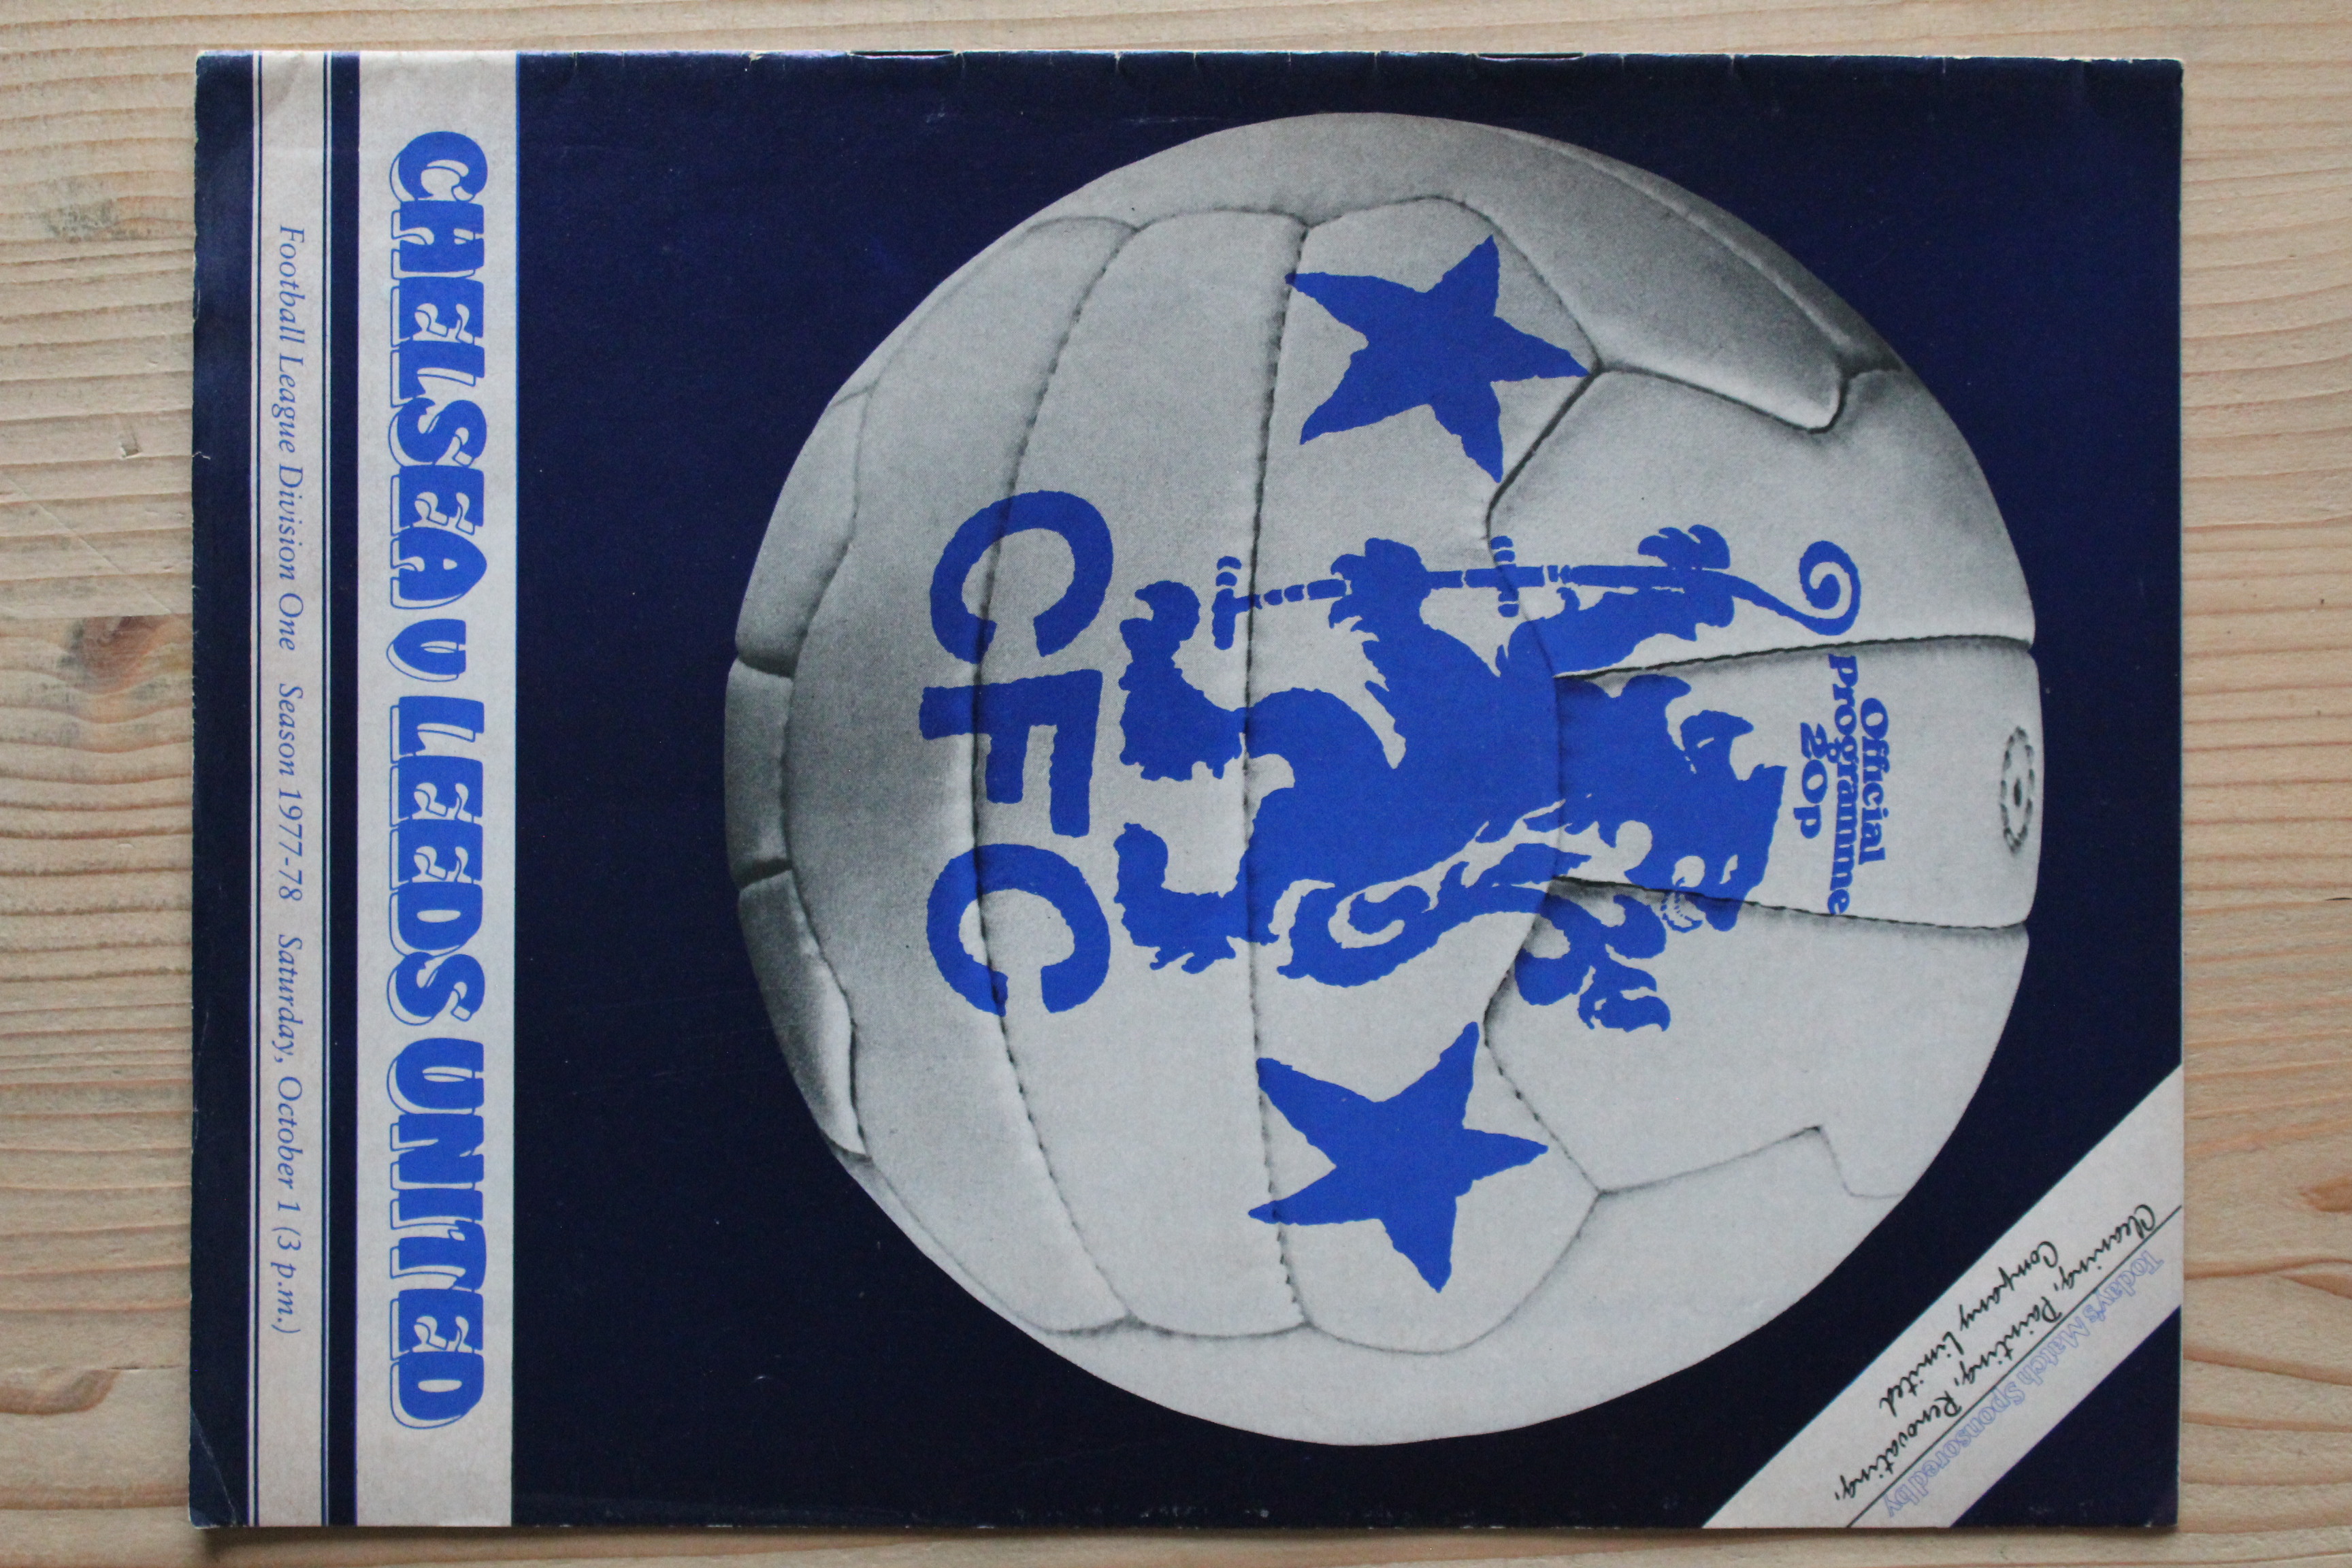 Today's Match Sponsored by
Cleaning, Painting, Renovating,
Company Limited
Official
Programme
20p
CFC
CHELSEA V LEEDS UNITED
Football League Division One Season 1977-78 Saturday, October 1 (3 p.m.)